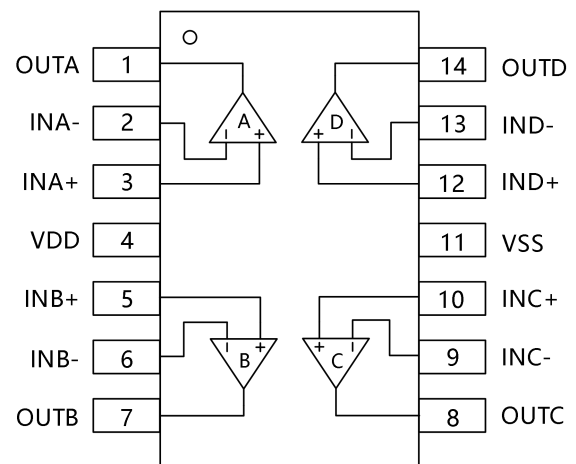 OUTA 1 14 OUTD
A D
INA- 2 - + + - 13 IND-
INA+ 3 12 IND+
VDD 4 11 VSS
INB+ 5 10 INC+
- + + -
INB- 6 B C 9 INC-
OUTB 7 8 OUTC